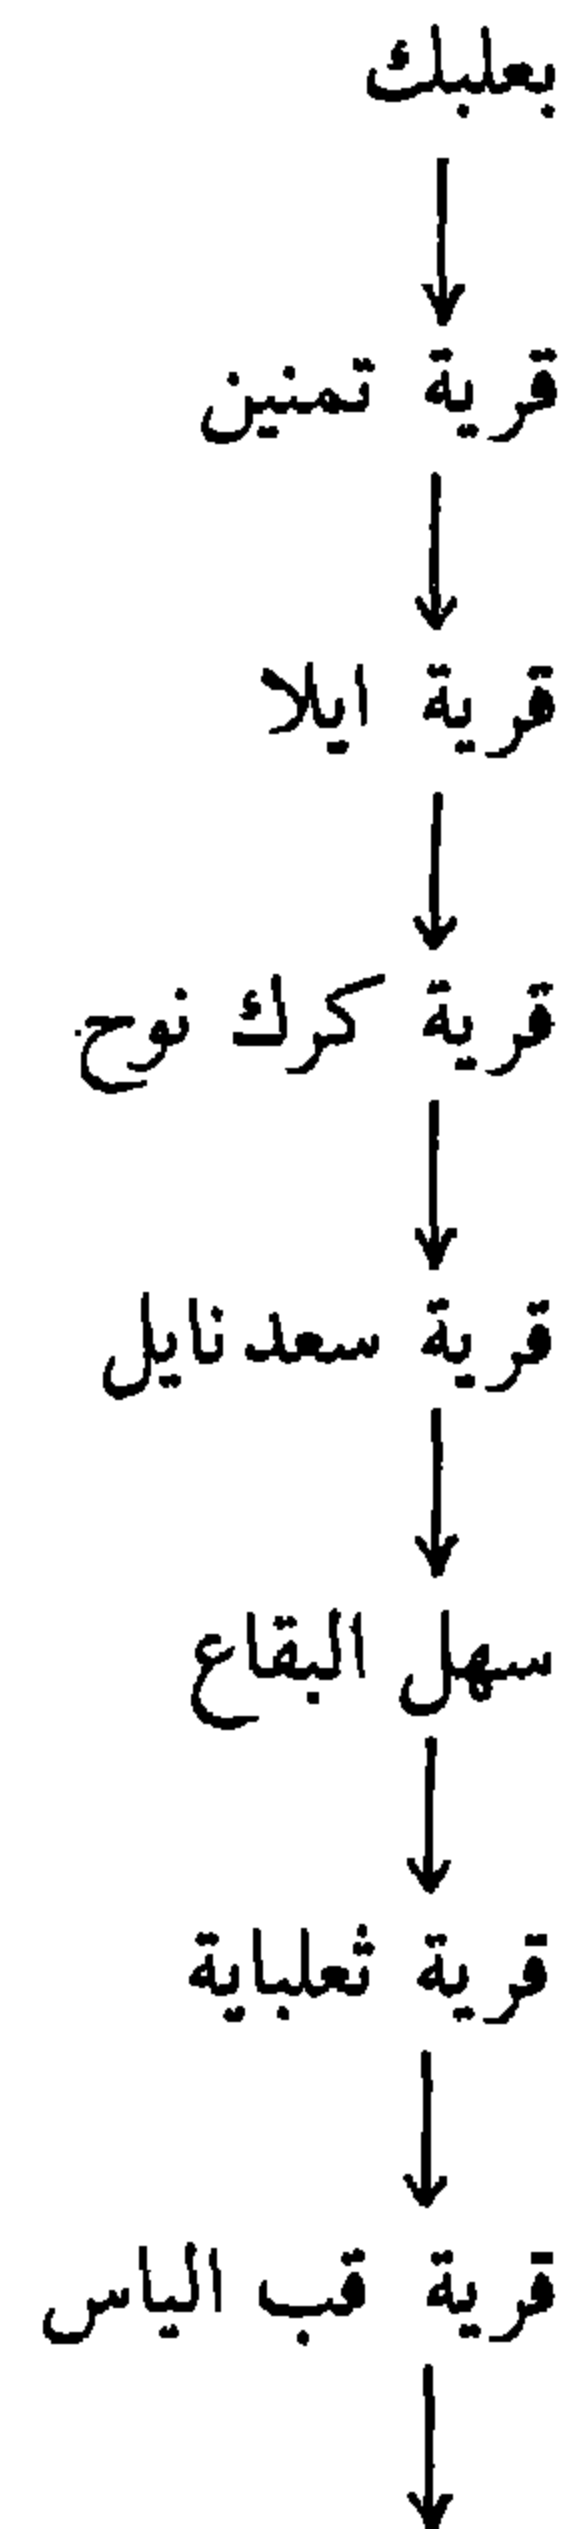 بعلبك
قرية تمنين
قرية ايلا
قرية كرك نوح
قرية سعد نايل
سهل البقاع
قرية ثعلباية
قرية قب الياس